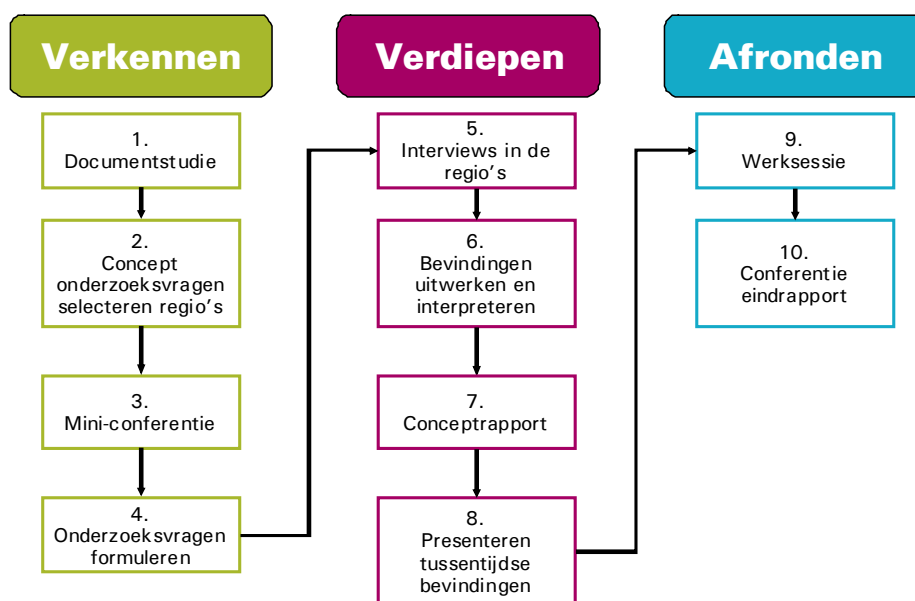 Verkennen
1.
Documentstudie
2.
Concept
onderzoeksvragen
selecteren regio's
3.
Mini-conferentie
4.
Onderzoeksvragen
formuleren
Verdiepen
5.
Interviews in de
regio's
6.
Bevindingen
uitwerken en
interpreteren
7.
Conceptrapport
8.
Presenteren
tussentijdse
bevindingen
Afronden
9.
Werksessie
10.
Conferentie
eindrapport